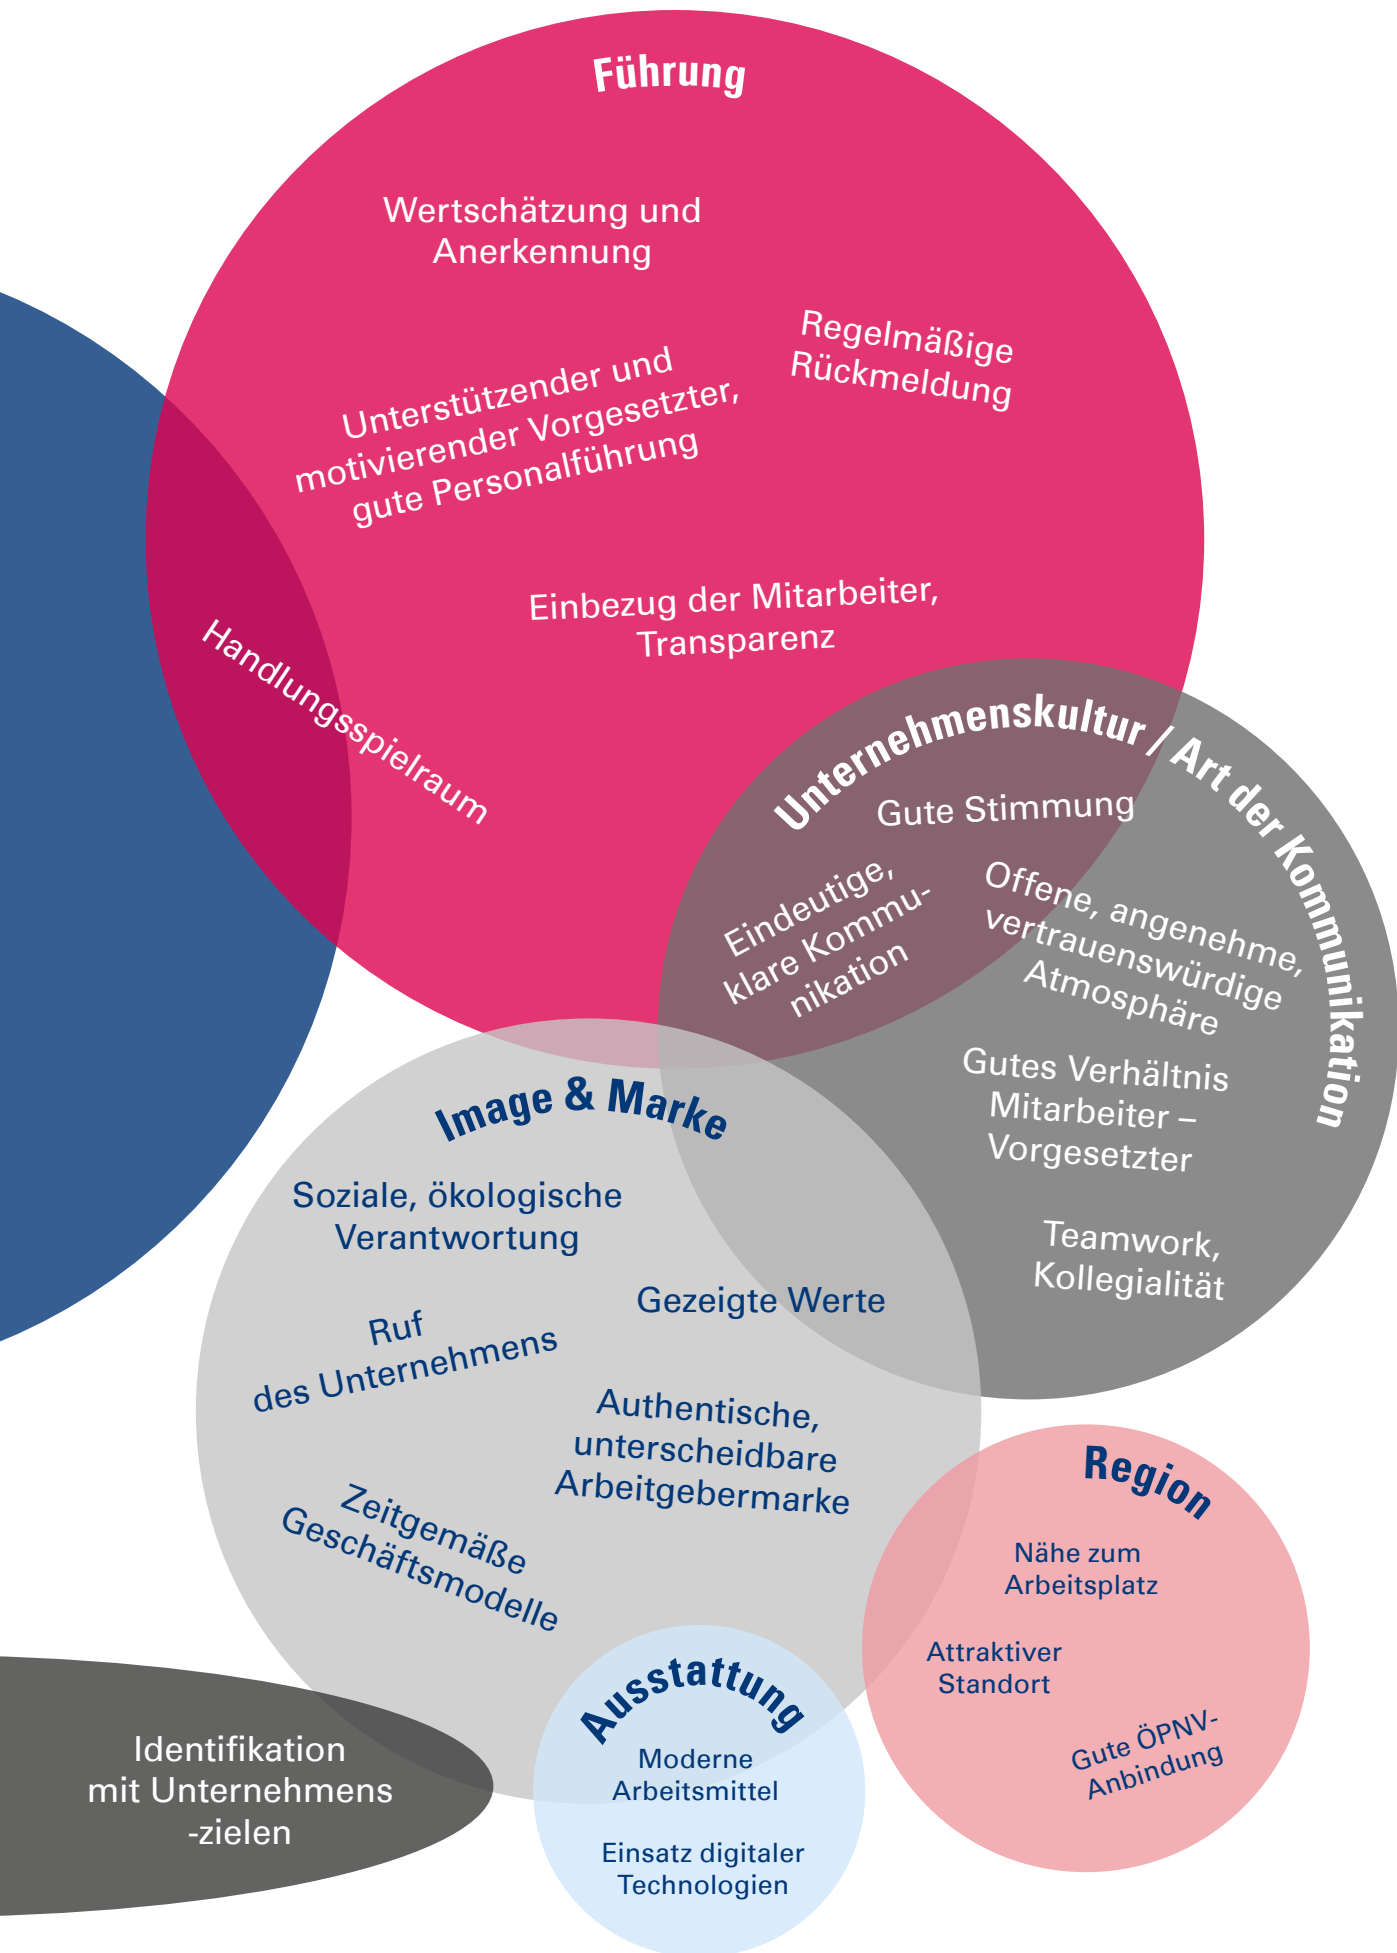 Führung
Wertschätzung und
Anerkennung
Regelmäßige
Rückmeldung
Unterstützender und
motivierender Vorgesetzter,
gute Personalführung
Einbezug der Mitarbeiter,
Transparenz
Handlungsspielraum
Unternehmenskultur / Art der Kommunikation
Gute Stimmung
Eindeutige,
klare Kommu-
nikation
Offene, angenehme,
vertrauenswürdige
Atmosphäre
Gutes Verhältnis
Mitarbeiter –
Vorgesetzter
Teamwork,
Kollegialität
Image & Marke
Soziale, ökologische
Verantwortung
Gezeigte Werte
Ruf
des Unternehmens
Authentische,
unterscheidbare
Arbeitgebermarke
Zeitgemäße
Geschäftsmodelle
Region
Nähe zum
Arbeitsplatz
Attraktiver
Standort
Gute ÖPNV-
Anbindung
Ausstattung
Moderne
Arbeitsmittel
Einsatz digitaler
Technologien
Identifikation
mit Unternehmens
-zielen